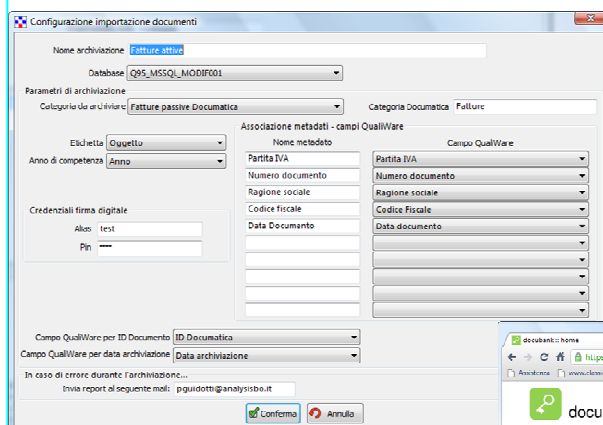 Configurazione importazione documenti
Nome archiviazione Fatture attive
Database Q95_MSSQL_MODIF001
Parametri di archiviazione
Categoria da archiviare Fatture passive Documatica Categoria Documatica Fatture
Associazione metadati - campi QualiWare
Etichetta Oggetto Nome metadato Campo QualiWare
Anno di competenza Anno Partita IVA Partita IVA
Numero documento Numero documento
Ragione sociale Ragione sociale
Credenziali firma digitale Codice fiscale Codice Fiscale
Alias test Data Documento Data documento
Pin ----
Campo QualiWare per ID Documento ID Documatica
Campo QualiWare per data archiviazione Data archiviazione
In caso di errore durante l'archiviazione...
Invia report al seguente mail: pguidotti@analysisbo.it
Conferma Annulla
docubank :: home
https
Assistenza www.classi
docu